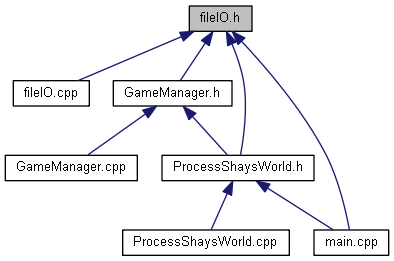 fileIO.h
fileIO.cpp
GameManager.h
GameManager.cpp
ProcessShaysWorld.h
ProcessShaysWorld.cpp
main.cpp